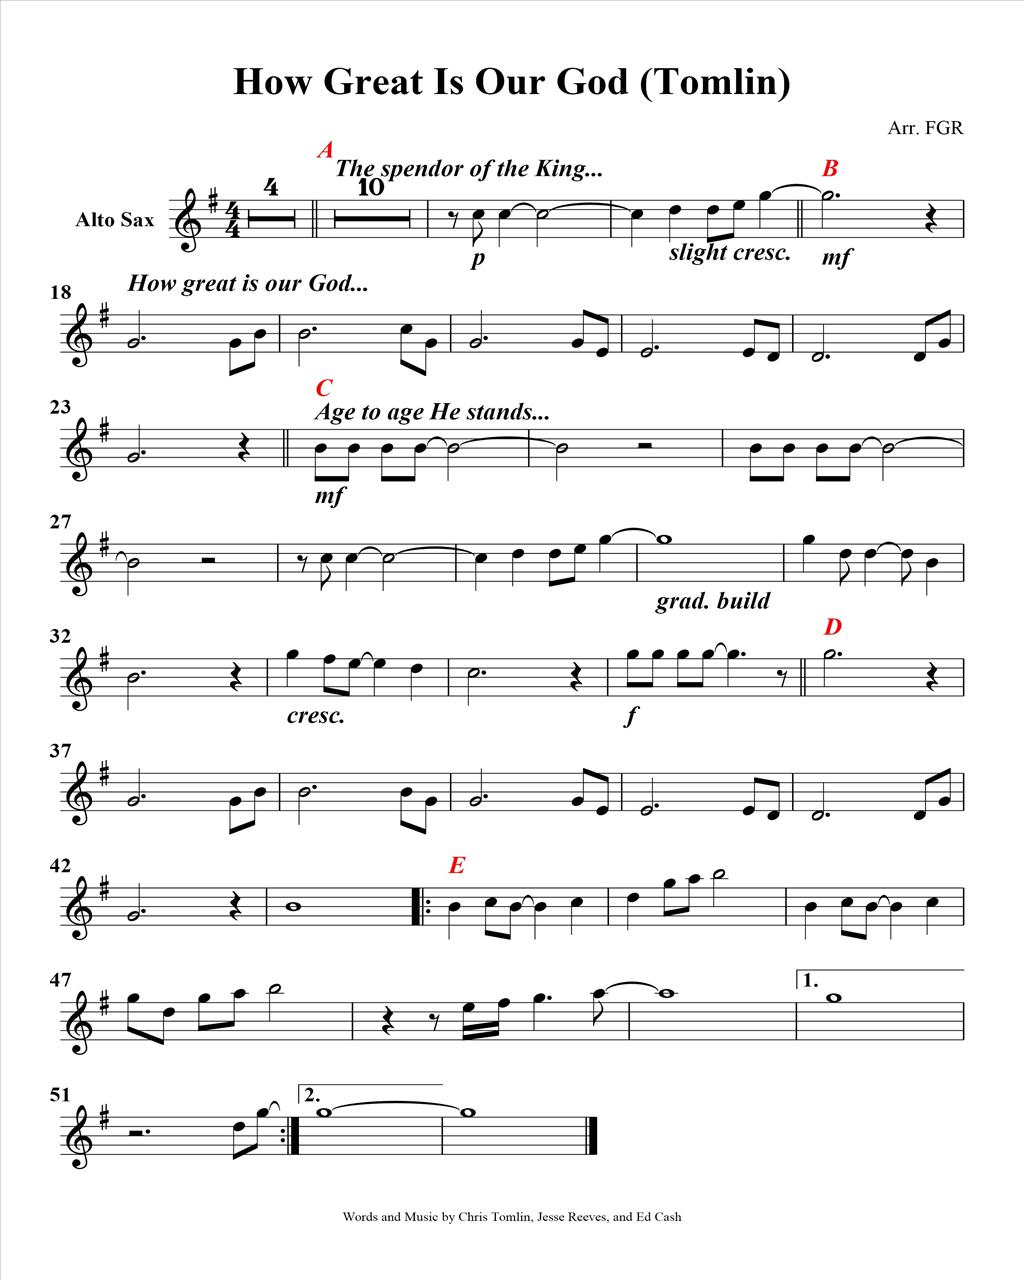 How Great Is Our God (Tomlin)
Arr. FGR
A
The spendor of the King...
B
4
10
Alto Sax
4
4
p
slight cresc.
mf
How great is our God...
18
C
Age to age He stands...
23
mf
27
grad. build
D
32
cresc.
f
37
42
E
47
1.
51
2.
Words and Music by Chris Tomlin, Jesse Reeves, and Ed Cash